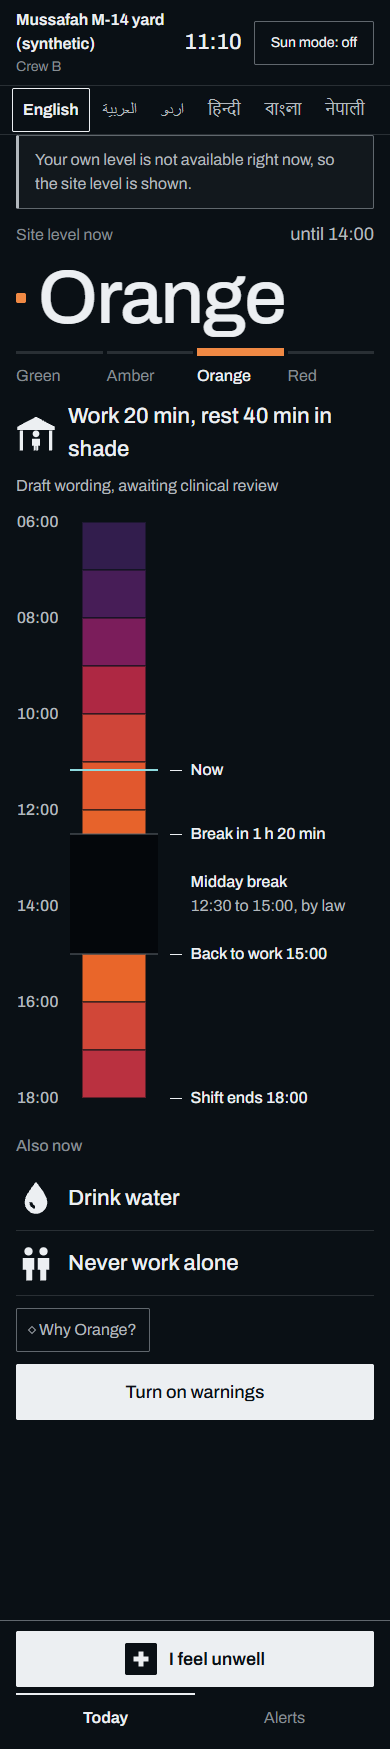 Mussafah M-14 yard
(synthetic)
Crew B
11:10
Sun mode: off
English
العربية
اردو
हिन्दी
বাংলা
नेपाली
Your own level is not available right now, so
the site level is shown.
Site level now
until 14:00
Orange
Green
Amber
Orange
Red
Work 20 min, rest 40 min in
shade
Draft wording, awaiting clinical review
06:00
08:00
10:00
Now
12:00
Break in 1 h 20 min
Midday break
14:00
12:30 to 15:00, by law
Back to work 15:00
16:00
18:00
Shift ends 18:00
Also now
Drink water
Never work alone
Why Orange?
Turn on warnings
I feel unwell
Today
Alerts